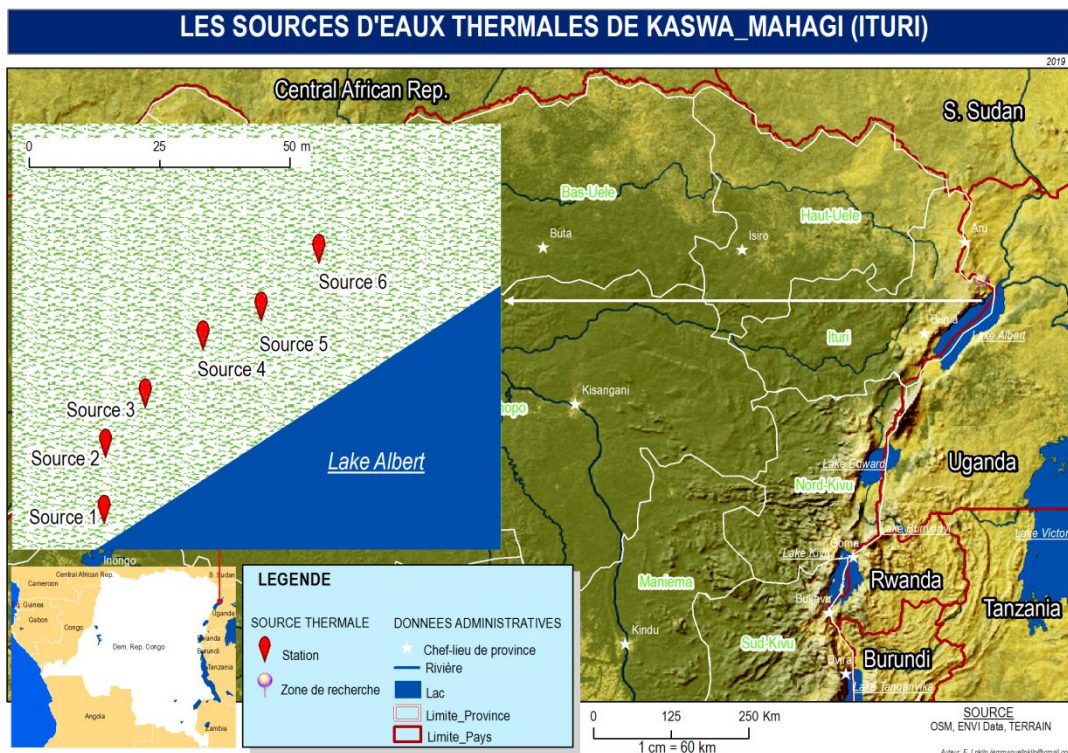 LES SOURCES D'EAUX THERMALES DE KASWA_MAHAGI (ITURI)
2019
Central African Rep.
S. Sudan
0 25 50 m
Bas-Uele
Haut-Uele
Buta
Isiro
Aru
Source 6
Source 5
Source 4
Source 3
Source 2
Source 1
Lake Albert
Bunia
Lake Albert
Ituri
Kisangani
opo
Lake Edward
Uganda
Nord-Kivu
Lake Bunyonyi
Lake Victor
Goma
Lake Kivu
Inongo
Rwanda
Maniema
Bukavu
Tanzania
Kindu
Sud-Kivu
Burundi
Uvira
Lake Tanganyika
Central African Rep.
S. Sudan
Cameroon
Uganda
Guinea
Gabon
Congo
Dem. Rep. Congo
Rwanda
Burundi
Tanzania
Angola
Zambia
LEGENDE
SOURCE THERMALE
Station
Zone de recherche
DONNEES ADMINISTRATIVES
Chef-lieu de province
Rivière
Lac
Limite_Province
Limite_Pays
0 125 250 Km
1 cm = 60 km
SOURCE
OSM, ENVI Data, TERRAIN